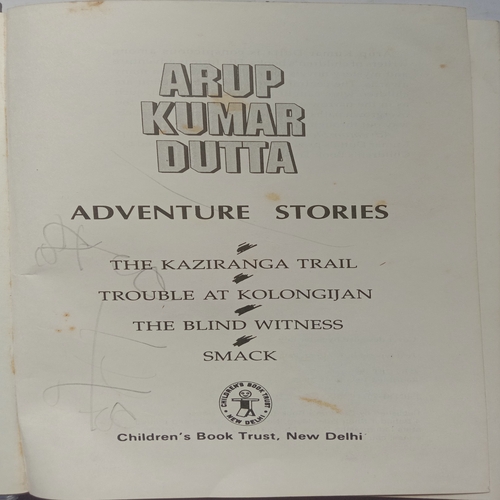 ARUP
KUMAR
DUTTA
ADVENTURE STORIES
THE KAZIRANGA TRAIL
TROUBLE AT KOLONGIJAN
THE BLIND WITNESS
SMACK
CHILDREN'S BOOK TRUST
NEW DELHI
Children's Book Trust, New Delhi